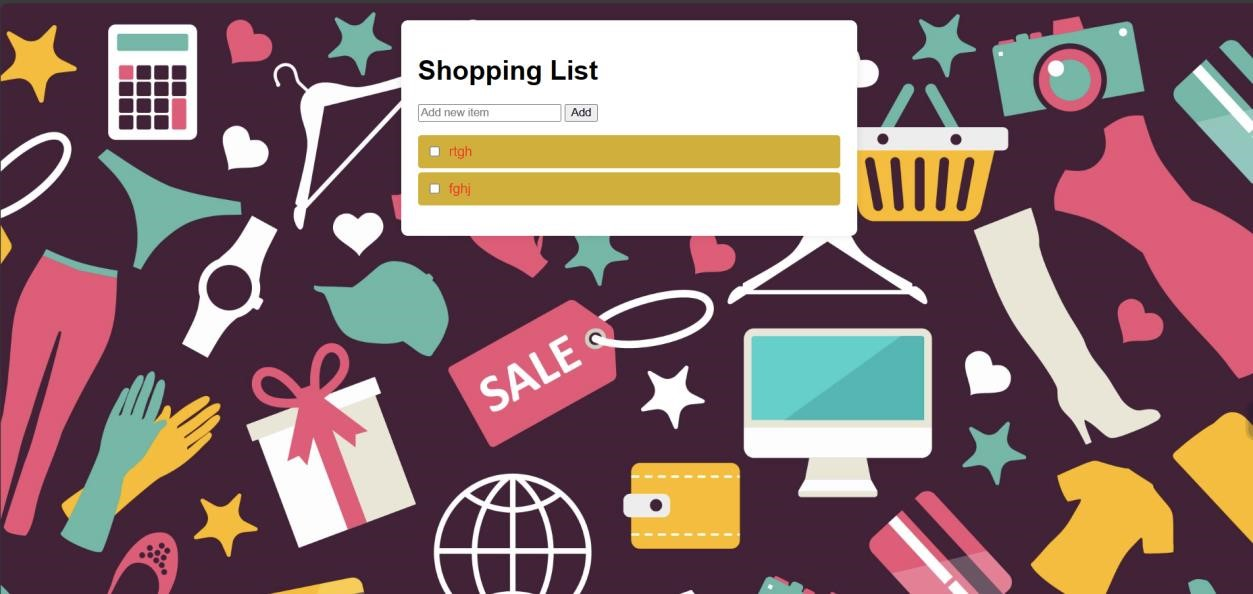 Shopping List
Add new item Add
rtgh
fghj
SALE